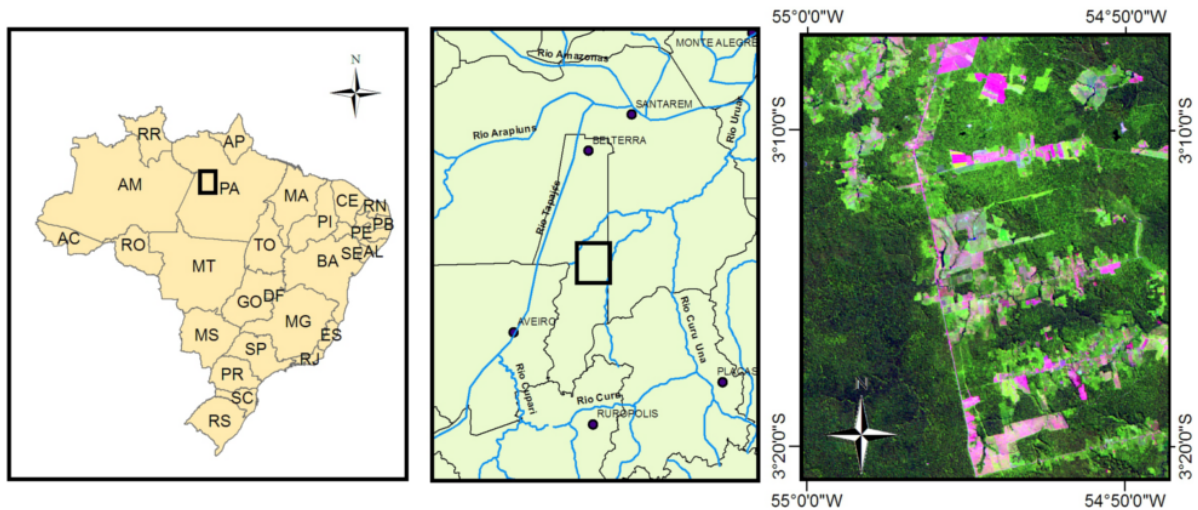 N
RR
AP
AM
PA
MA
CE
RN
PB
PI
PE
AC
RO
TO
SE
AL
MT
BA
GO
DF
MG
MS
ES
SP
RJ
PR
SC
RS
MONTE ALEGRE
Rio Amazonas
SANTAREM
Rio Arapiuns
Rio Uruar
BELTERRA
Rio Tapajós
AVEIRO
Rio Curu Una
PLACAS
Rio Cupari
Rio Curu
RUROPOLIS
55°0'0"W 54°50'0"W
3°10'0"S 3°10'0"S
N
3°20'0"S 3°20'0"S
55°0'0"W 54°50'0"W